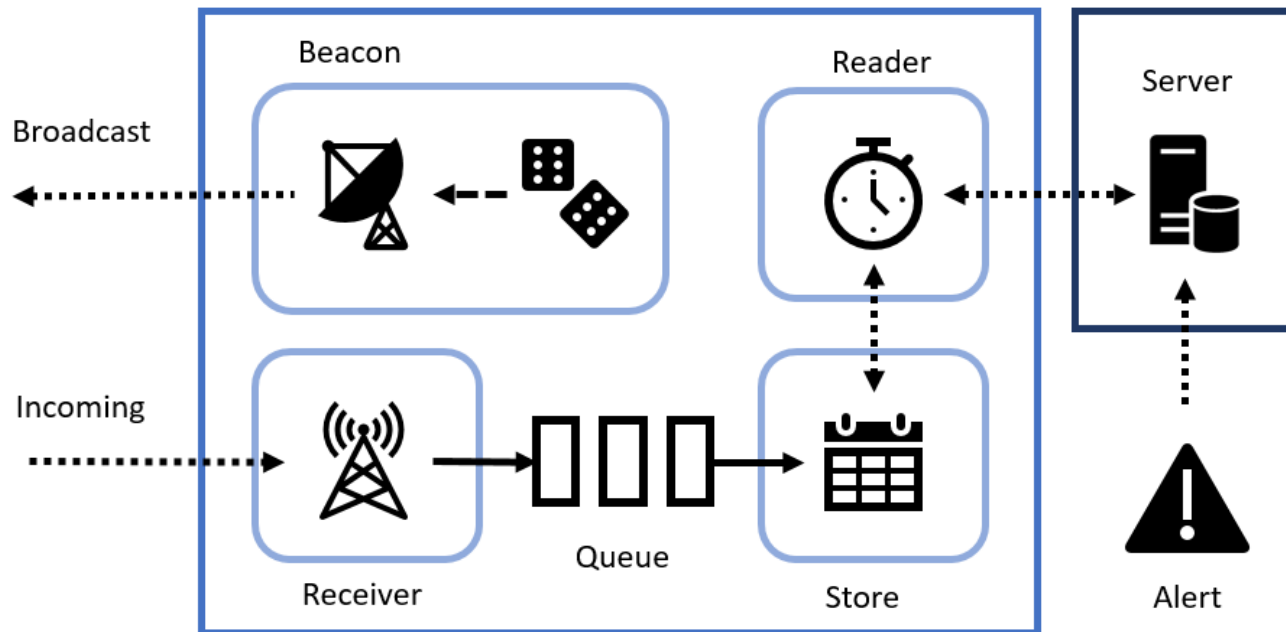 Beacon
Reader
Server
Broadcast
Incoming
Queue
Receiver
Store
Alert